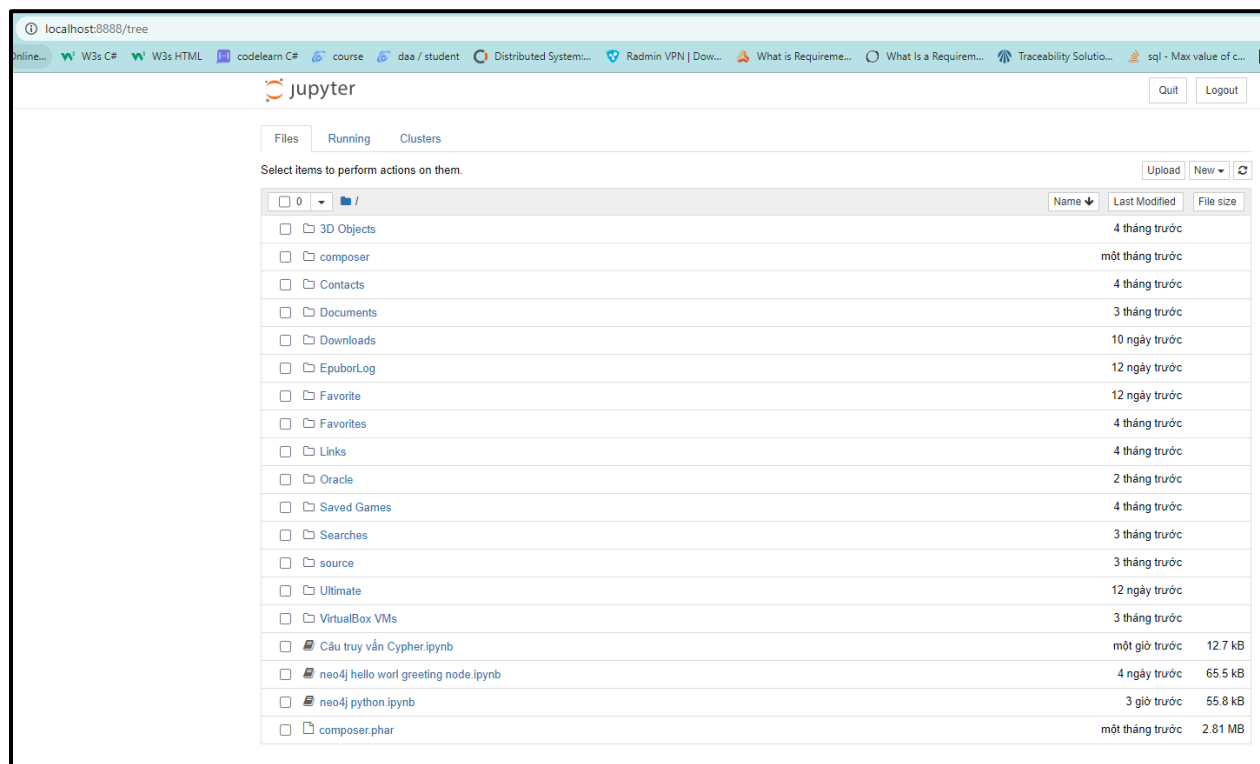 localhost:8888/tree
Online... W3s C# W3s HTML codelearn C# course daa / student Distributed System:... Radmin VPN | Dow... What is Requireme... What Is a Requirem... Traceability Solutio... sql - Max value of c...
jupyter Quit Logout
Files Running Clusters
Select items to perform actions on them. Upload New
0 / Name Last Modified File size
3D Objects 4 tháng trước
composer một tháng trước
Contacts 4 tháng trước
Documents 3 tháng trước
Downloads 10 ngày trước
EpuborLog 12 ngày trước
Favorite 12 ngày trước
Favorites 4 tháng trước
Links 4 tháng trước
Oracle 2 tháng trước
Saved Games 4 tháng trước
Searches 3 tháng trước
source 3 tháng trước
Ultimate 12 ngày trước
VirtualBox VMs 3 tháng trước
Câu truy vấn Cypher.ipynb một giờ trước 12.7 kB
neo4j hello worl greeting node.ipynb 4 ngày trước 65.5 kB
neo4j python.ipynb 3 giờ trước 55.8 kB
composer.phar một tháng trước 2.81 MB